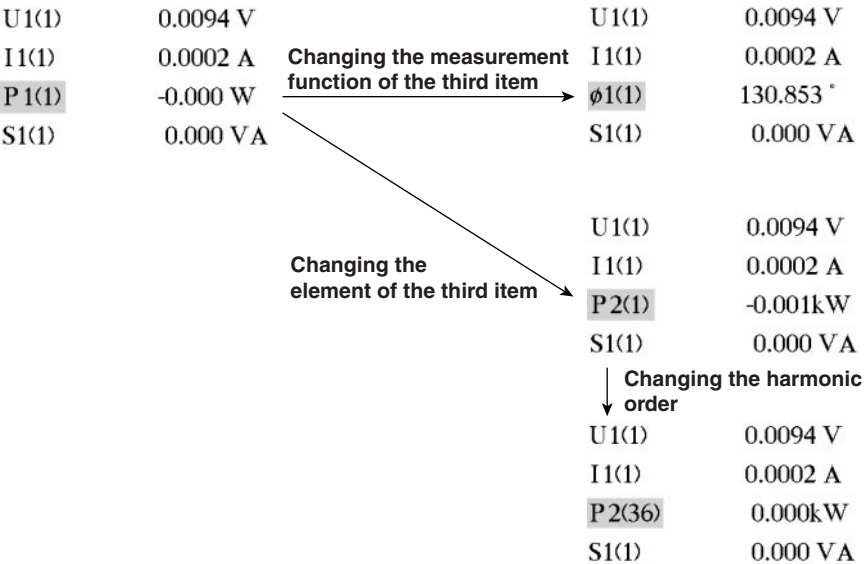 U1(1) 0.0094 V
I1(1) 0.0002 A
P1(1) -0.000 W
S1(1) 0.000 VA
Changing the measurement
function of the third item
U1(1) 0.0094 V
I1(1) 0.0002 A
ø1(1) 130.853 °
S1(1) 0.000 VA
Changing the
element of the third item
U1(1) 0.0094 V
I1(1) 0.0002 A
P2(1) -0.001kW
S1(1) 0.000 VA
Changing the harmonic
order
U1(1) 0.0094 V
I1(1) 0.0002 A
P2(36) 0.000kW
S1(1) 0.000 VA